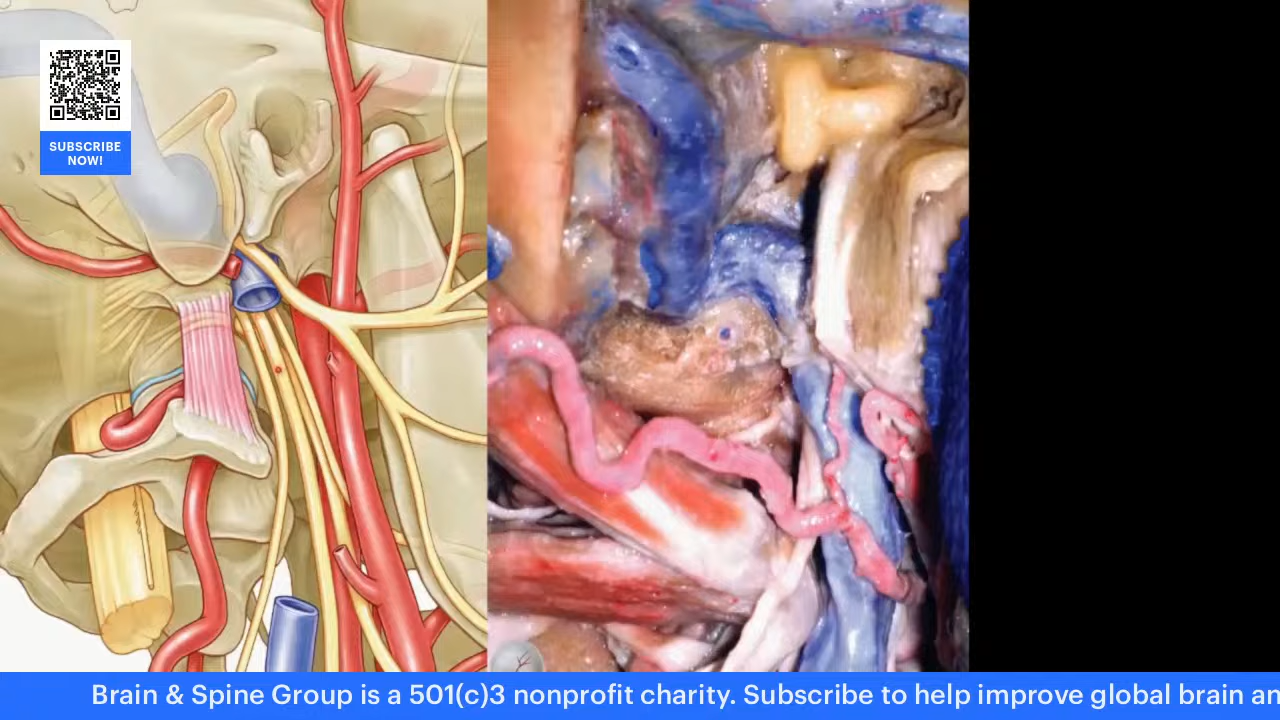 SUBSCRIBE
NOW!
Brain & Spine Group is a 501(c)3 nonprofit charity. Subscribe to help improve global brain an